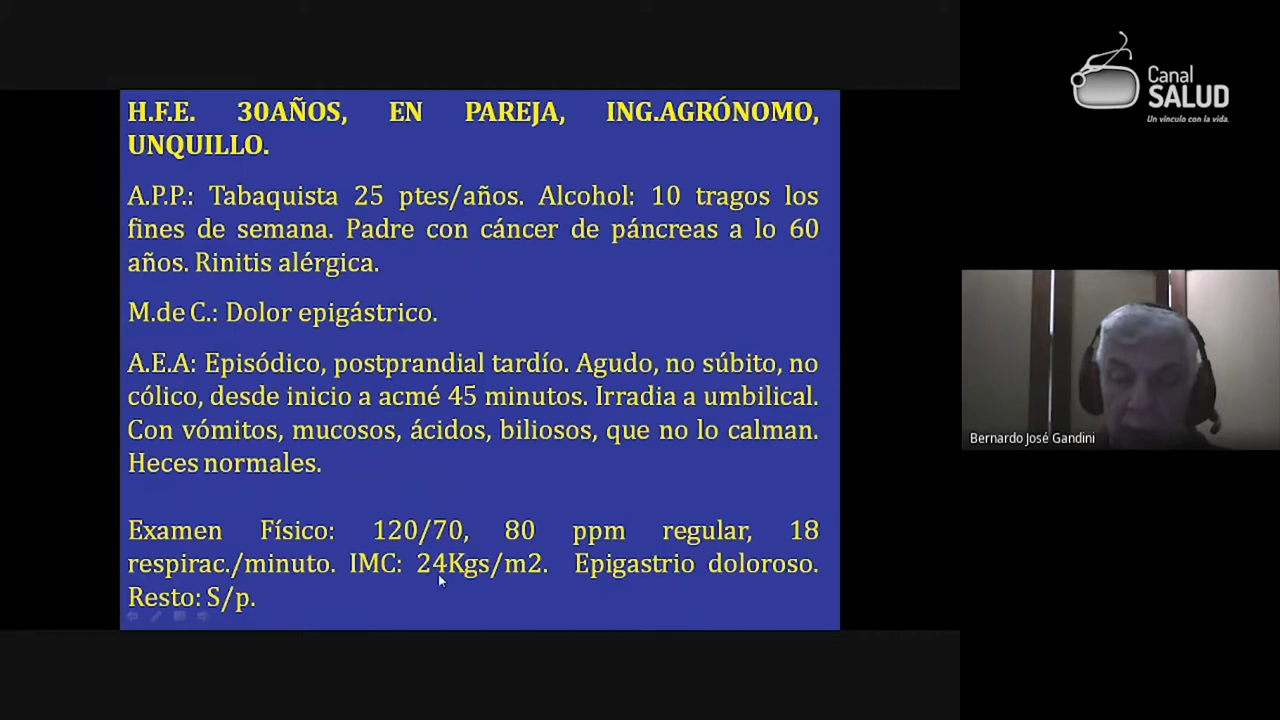 H.F.E. 30AÑOS, EN PAREJA, ING.AGRÓNOMO,
UNQUILLO.
A.P.P.: Tabaquista 25 ptes/años. Alcohol: 10 tragos los
fines de semana. Padre con cáncer de páncreas a lo 60
años. Rinitis alérgica.
M.de C.: Dolor epigástrico.
A.E.A: Episódico, postprandial tardío. Agudo, no súbito, no
cólico, desde inicio a acmé 45 minutos. Irradia a umbilical.
Con vómitos, mucosos, ácidos, biliosos, que no lo calman.
Heces normales.
Examen Físico: 120/70, 80 ppm regular, 18
respirac./minuto. IMC: 24Kgs/m2. Epigastrio doloroso.
Resto: S/p.
Canal
SALUD
Un vínculo con la vida.
Bernardo José Gandini